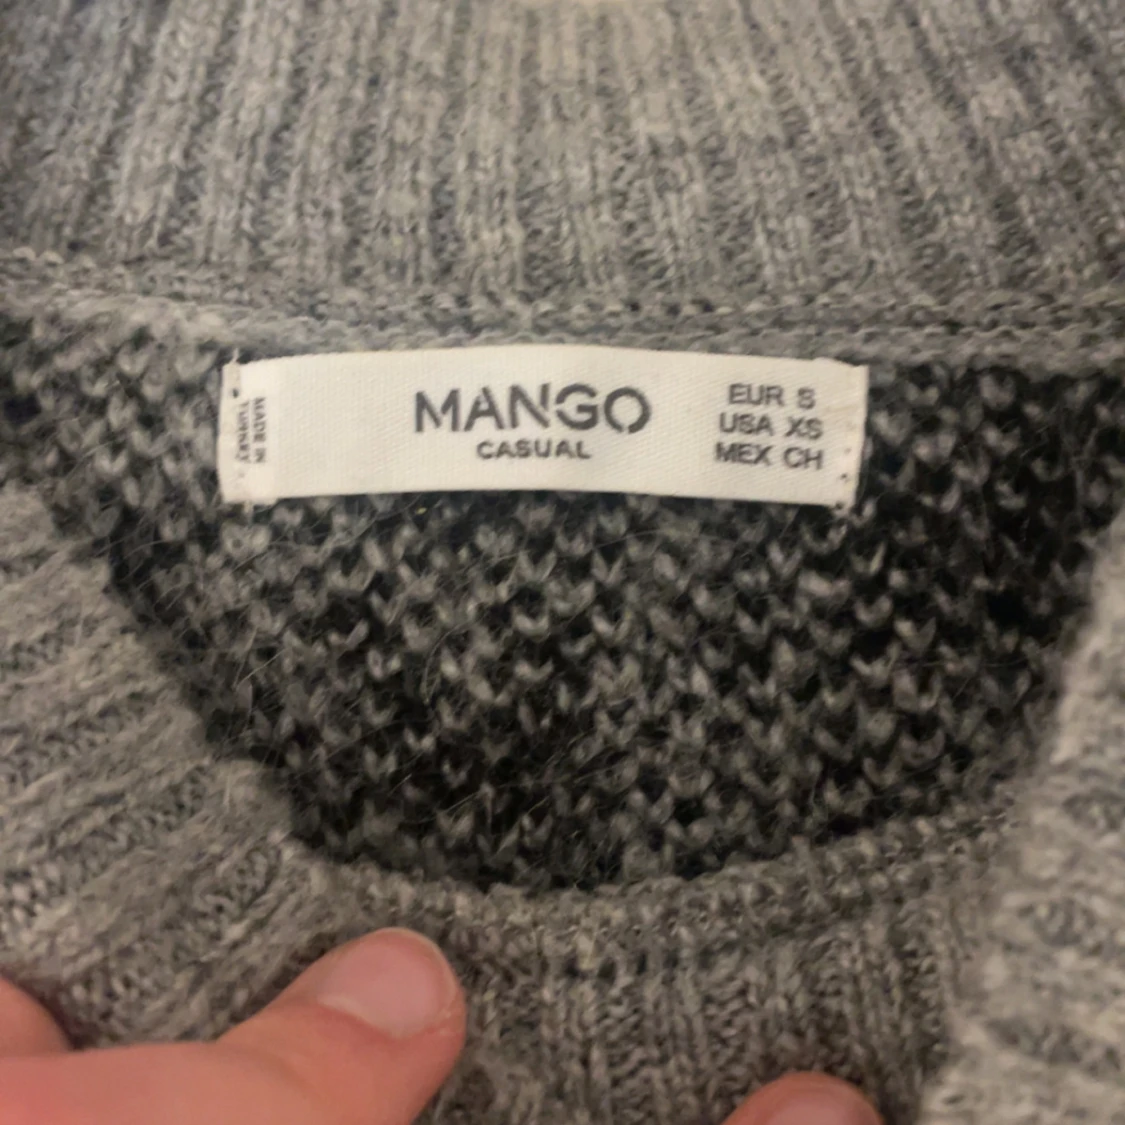 MANGO
CASUAL
EUR S
USA XS
MEX CH
MADE IN
TURKEY